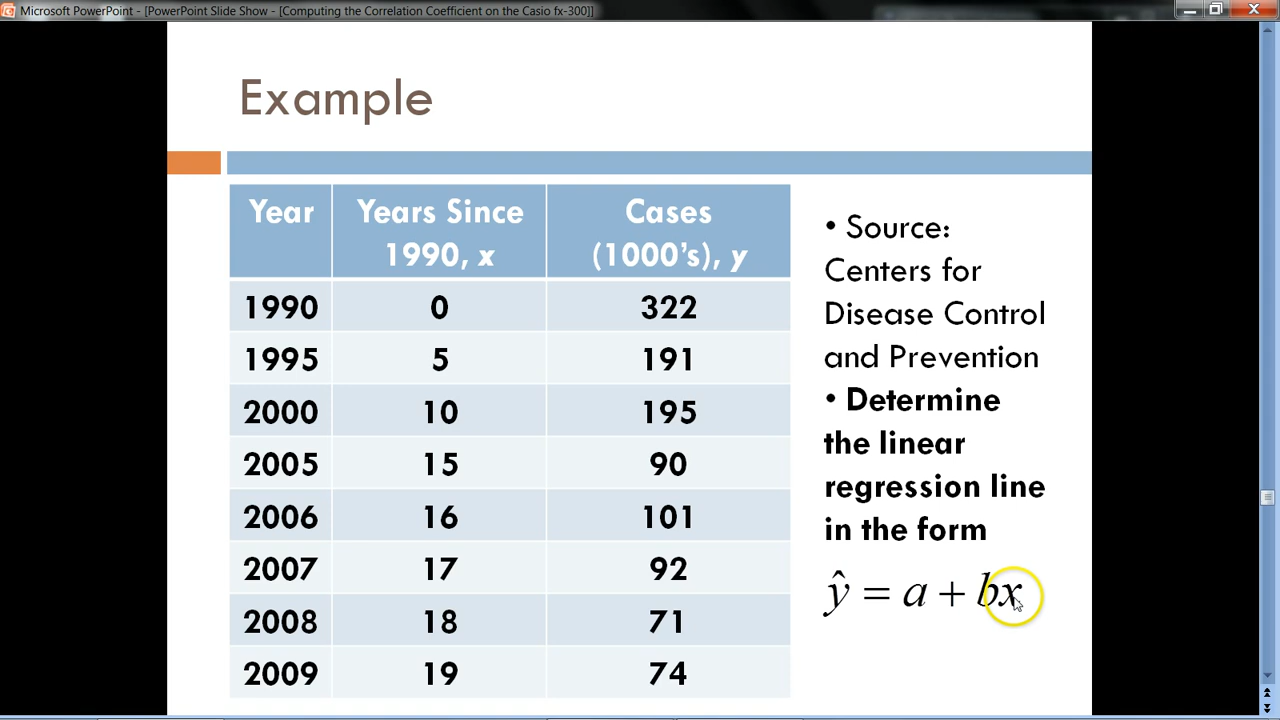 Microsoft PowerPoint - [PowerPoint Slide Show - [Computing the Correlation Coefficient on the Casio fx-300]]
Example
Year Years Since 1990, x Cases (1000's), y
1990 0 322
1995 5 191
2000 10 195
2005 15 90
2006 16 101
2007 17 92
2008 18 71
2009 19 74
• Source:
Centers for
Disease Control
and Prevention
• Determine
the linear
regression line
in the form
ŷ = a + bx